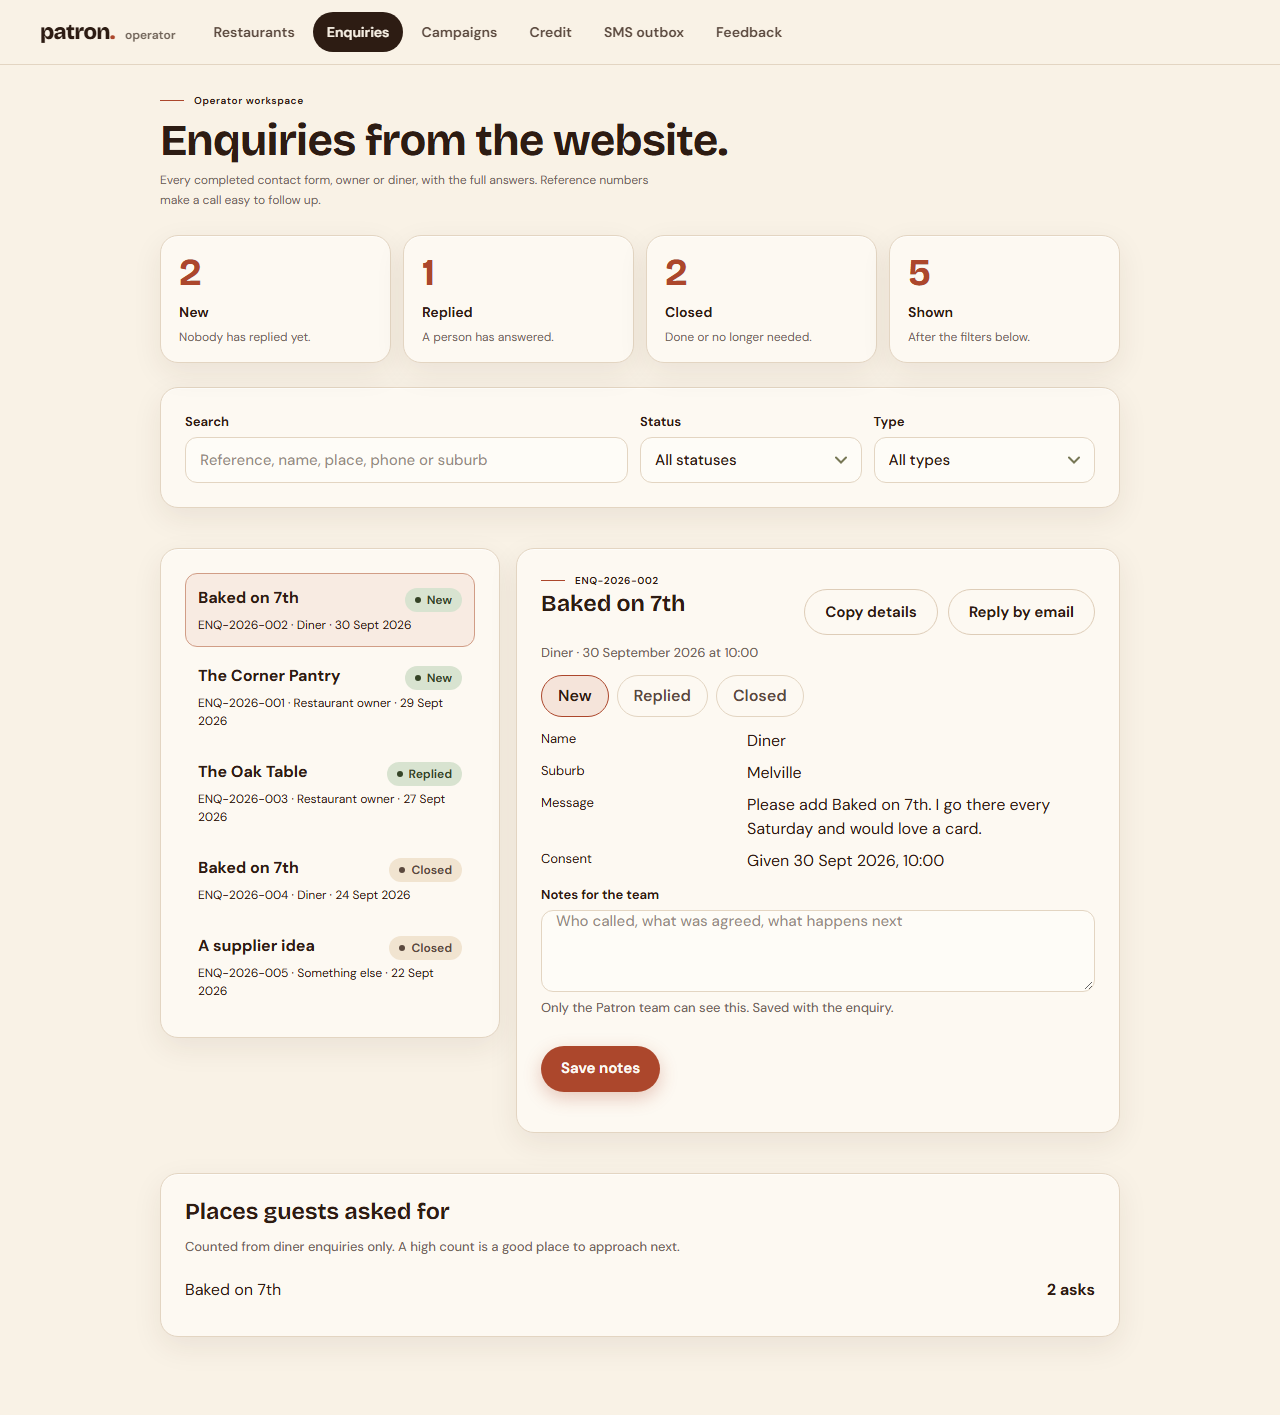 patron. operator Restaurants Enquiries Campaigns Credit SMS outbox Feedback
Operator workspace
Enquiries from the website.
Every completed contact form, owner or diner, with the full answers. Reference numbers
make a call easy to follow up.
2
New
Nobody has replied yet.
1
Replied
A person has answered.
2
Closed
Done or no longer needed.
5
Shown
After the filters below.
Search
Reference, name, place, phone or suburb
Status
All statuses
Type
All types
Baked on 7th
New
ENQ-2026-002 · Diner · 30 Sept 2026
The Corner Pantry
New
ENQ-2026-001 · Restaurant owner · 29 Sept
2026
The Oak Table
Replied
ENQ-2026-003 · Restaurant owner · 27 Sept
2026
Baked on 7th
Closed
ENQ-2026-004 · Diner · 24 Sept 2026
A supplier idea
Closed
ENQ-2026-005 · Something else · 22 Sept
2026
ENQ-2026-002
Baked on 7th
Copy details
Reply by email
Diner · 30 September 2026 at 10:00
New Replied Closed
Name Diner
Suburb Melville
Message Please add Baked on 7th. I go there every
Saturday and would love a card.
Consent Given 30 Sept 2026, 10:00
Notes for the team
Who called, what was agreed, what happens next
Only the Patron team can see this. Saved with the enquiry.
Save notes
Places guests asked for
Counted from diner enquiries only. A high count is a good place to approach next.
Baked on 7th 2 asks